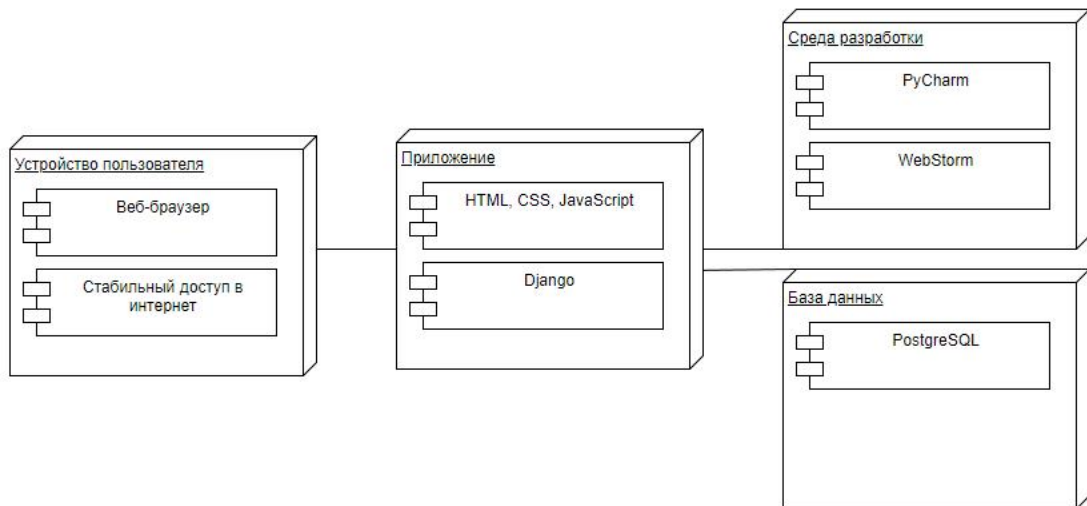 Устройство пользователя
Веб-браузер
Стабильный доступ в
интернет
Приложение
HTML, CSS, JavaScript
Django
Среда разработки
PyCharm
WebStorm
База данных
PostgreSQL